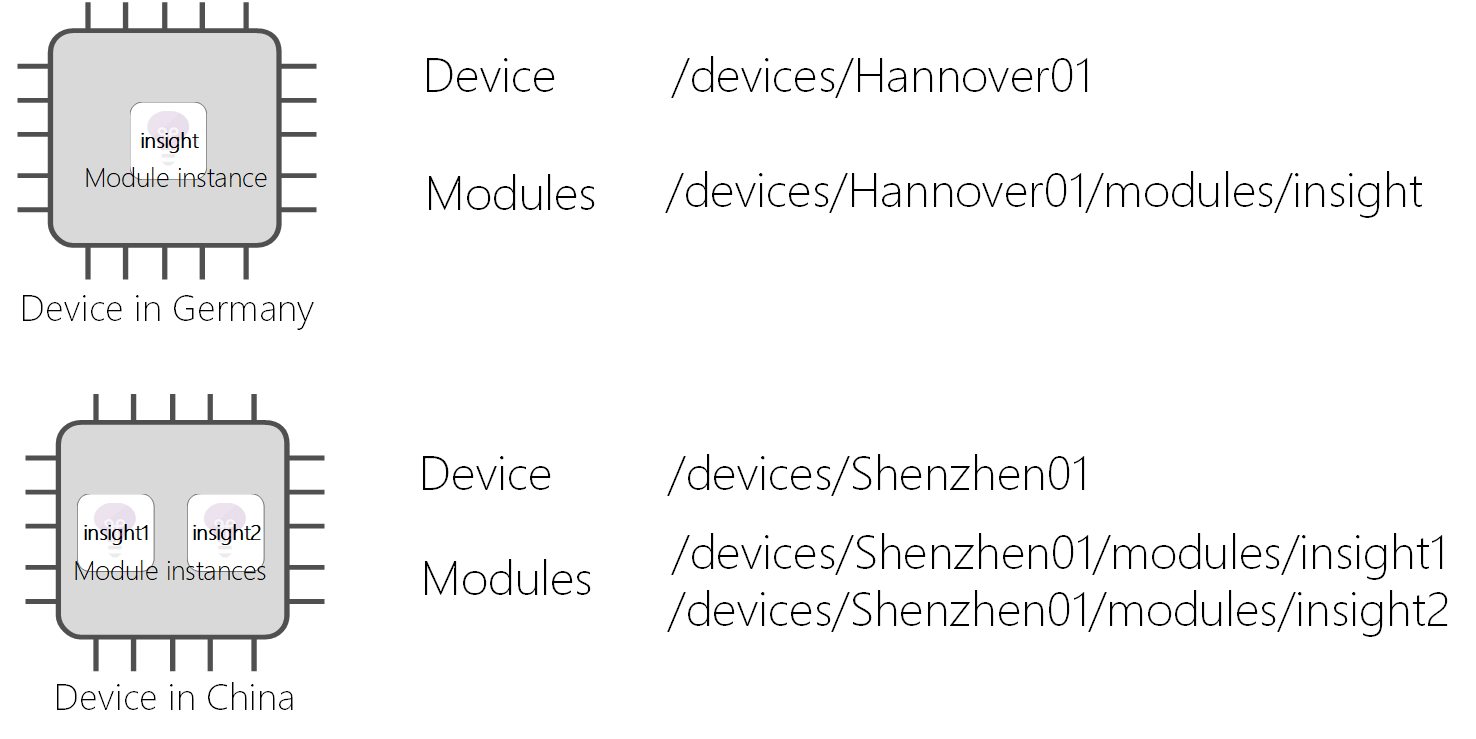 insight
Module instance
Device in Germany
Device /devices/Hannover01
Modules /devices/Hannover01/modules/insight
insight1 insight2
Module instances
Device in China
Device /devices/Shenzhen01
Modules /devices/Shenzhen01/modules/insight1
/devices/Shenzhen01/modules/insight2